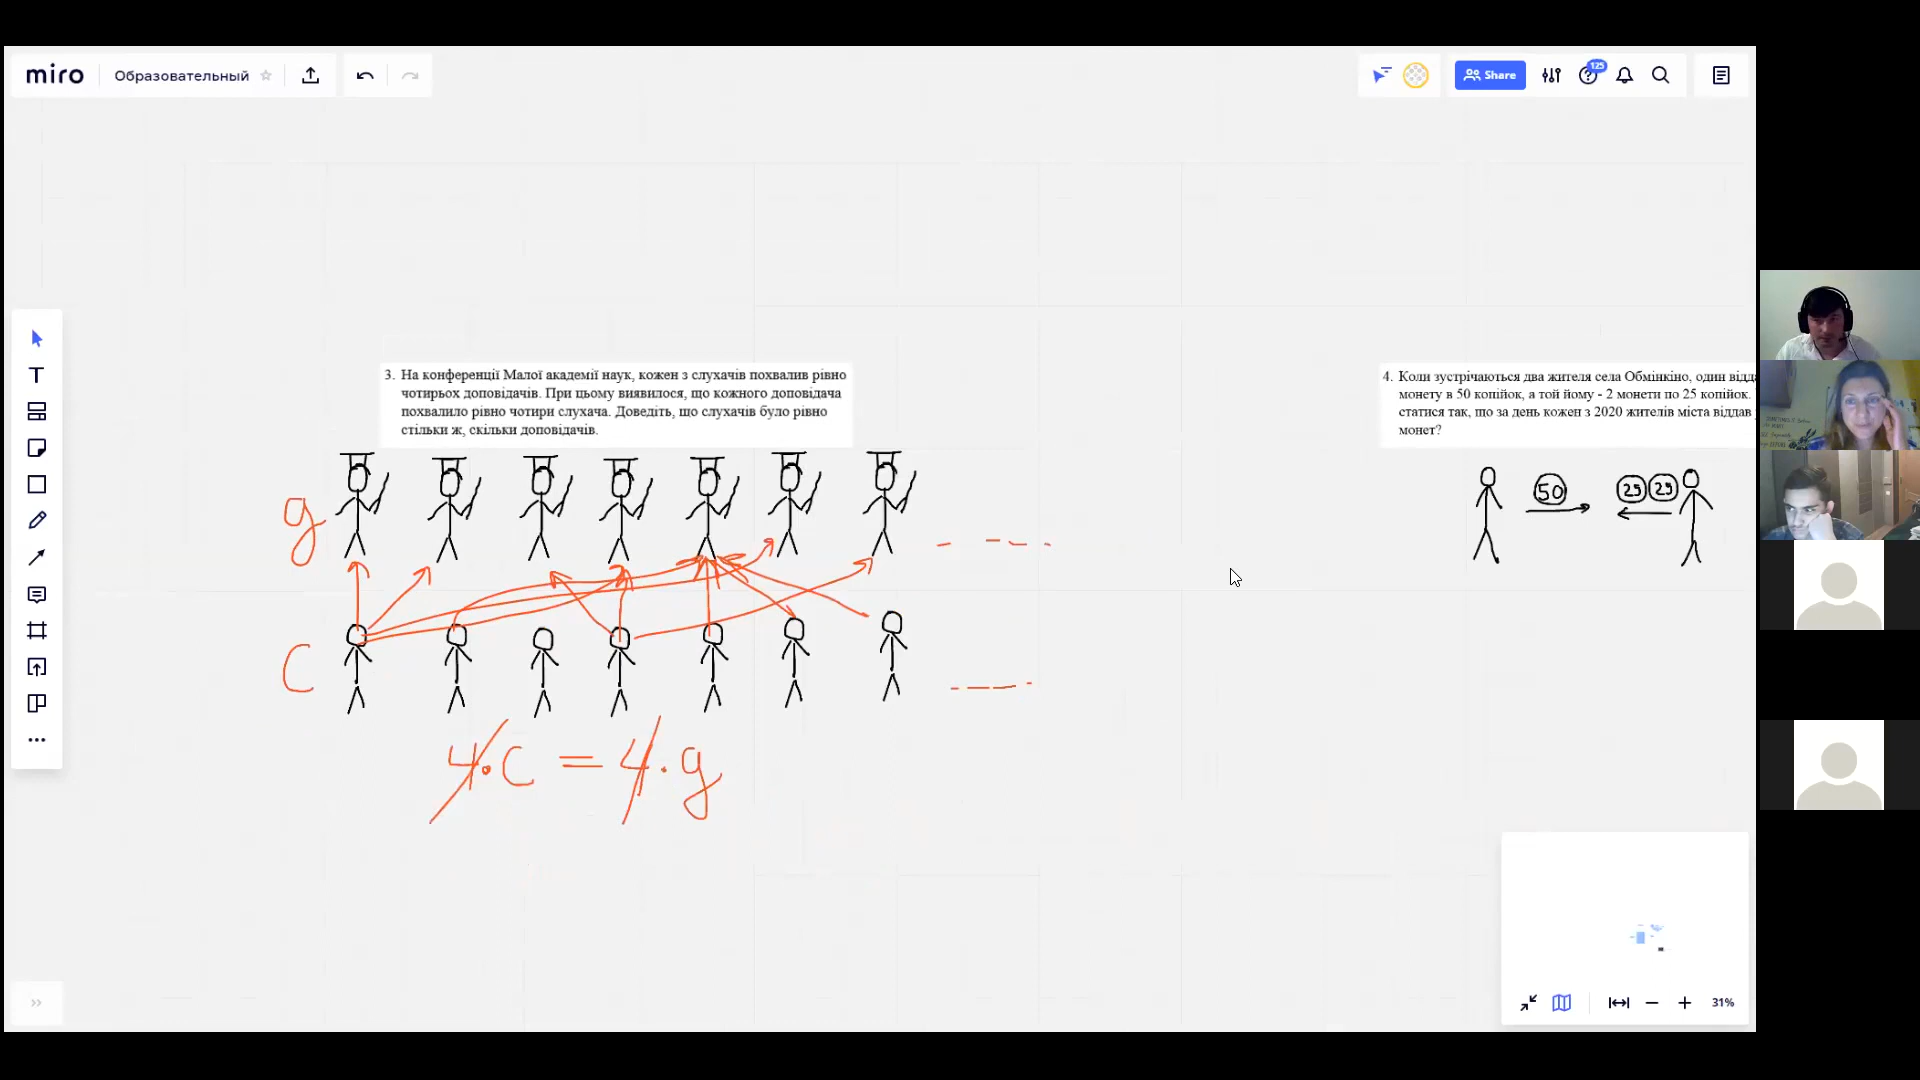 miro
Образовательный
Share
125
3. На конференції Малої академії наук, кожен з слухачів похвалив рівно
чотирьох доповідачів. При цьому виявилося, що кожного доповідача
похвалило рівно чотири слухача. Доведіть, що слухачів було рівно
стільки ж, скільки доповідачів.
4. Коли зустрічаються два жителя села Обмінкіно, один
монету в 50 копійок, а той йому - 2 монети по 25 копійок.
статися так, що за день кожен з 2020 жителів міста віддав
монет?
g
50
25 25
C
4·C = 4·g
31%